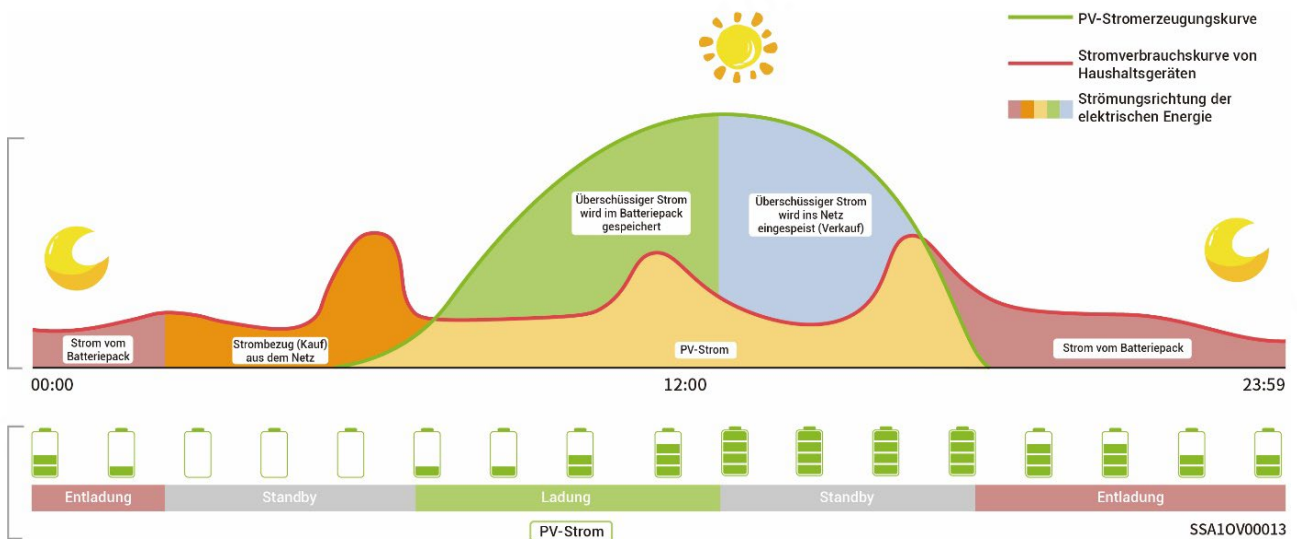 PV-Stromerzeugungskurve
Stromverbrauchskurve von
Haushaltsgeräten
Strömungsrichtung der
elektrischen Energie
Überschüssiger Strom
wird im Batteriepack
gespeichert
Überschüssiger Strom
wird ins Netz
eingespeist (Verkauf)
Strom vom
Batteriepack
Strombezug (Kauf)
aus dem Netz
PV-Strom
Strom vom Batteriepack
00:00
12:00
23:59
Entladung
Standby
Ladung
Standby
Entladung
PV-Strom
SSA1OV00013